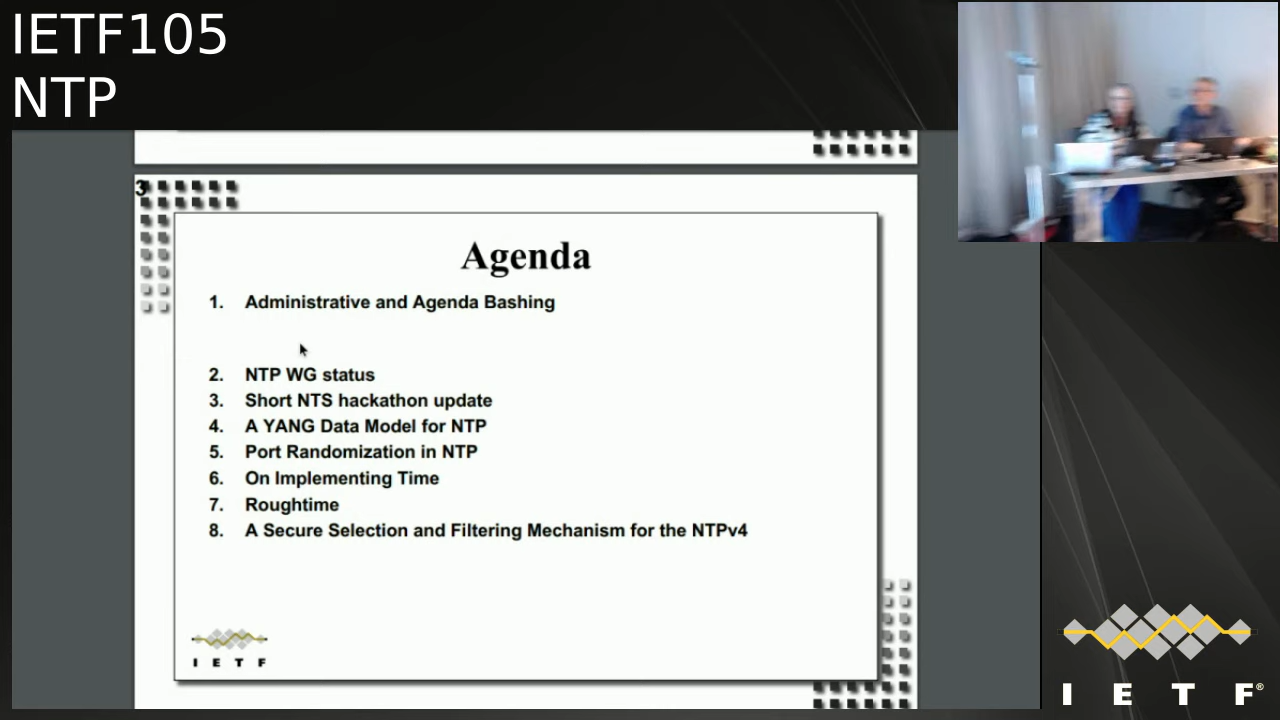 IETF105
NTP
3
Agenda
1. Administrative and Agenda Bashing
2. NTP WG status
3. Short NTS hackathon update
4. A YANG Data Model for NTP
5. Port Randomization in NTP
6. On Implementing Time
7. Roughtime
8. A Secure Selection and Filtering Mechanism for the NTPv4
I E T F
I E T F®